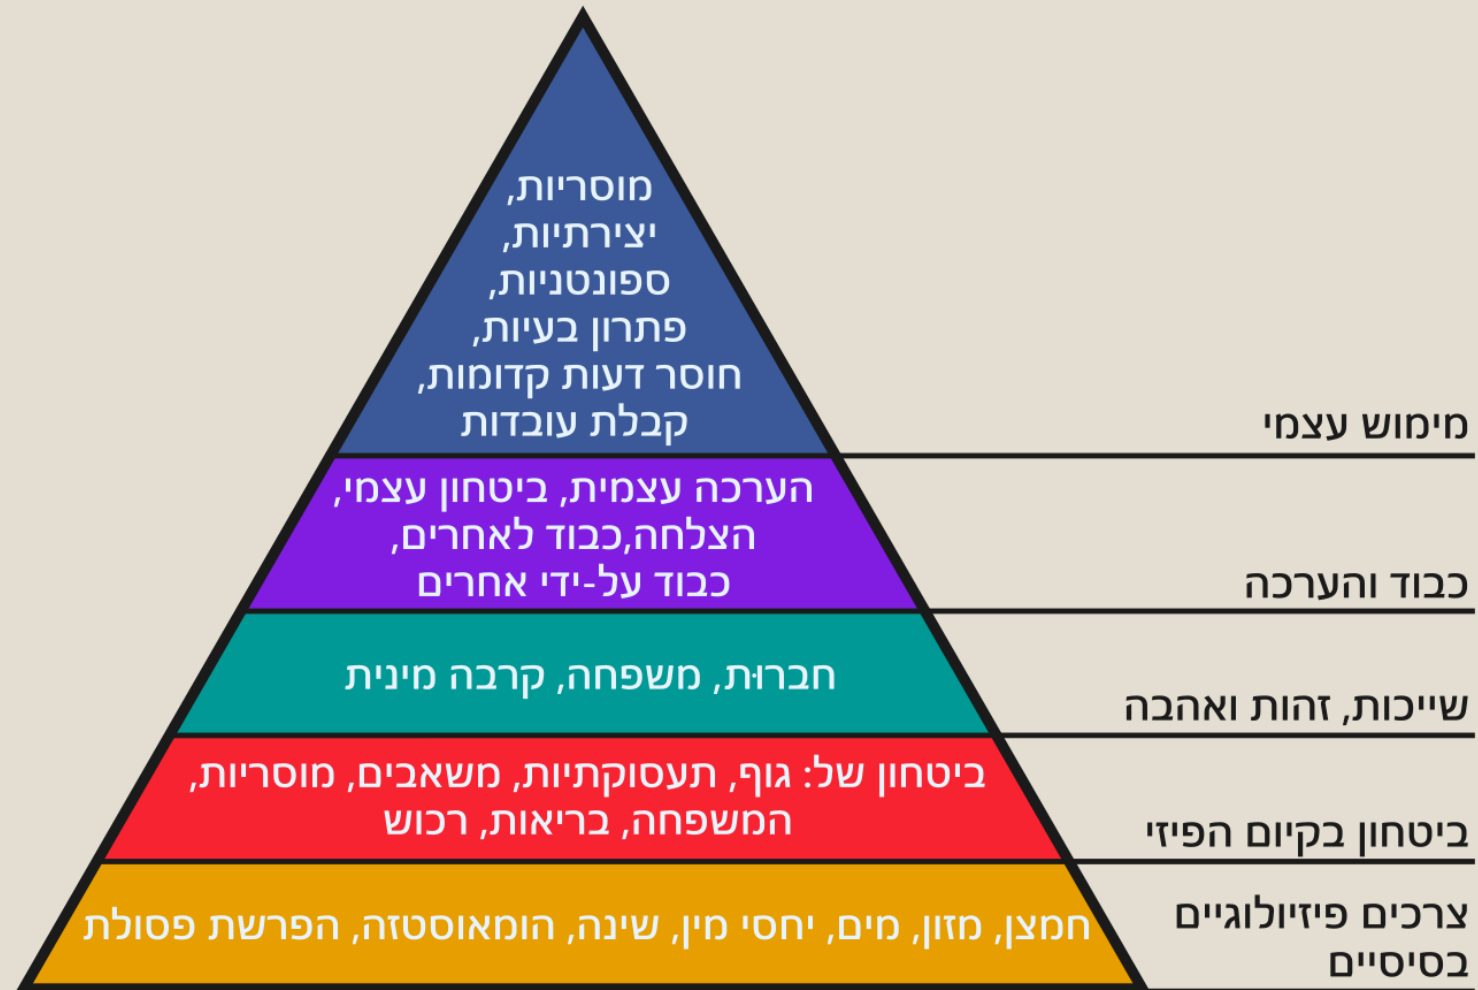 מוסריות,
יצירתיות,
ספונטניות,
פתרון בעיות,
חוסר דעות קדומות,
קבלת עובדות
מימוש עצמי
הערכה עצמית, ביטחון עצמי,
הצלחה,כבוד לאחרים,
כבוד על-ידי אחרים
כבוד והערכה
חברוּת, משפחה, קרבה מינית
שייכות, זהות ואהבה
ביטחון של: גוף, תעסוקתיות, משאבים, מוסריות,
המשפחה, בריאות, רכוש
ביטחון בקיום הפיזי
חמצן, מזון, מים, יחסי מין, שינה, הומאוסטזה, הפרשת פסולת
צרכים פיזיולוגיים
בסיסיים